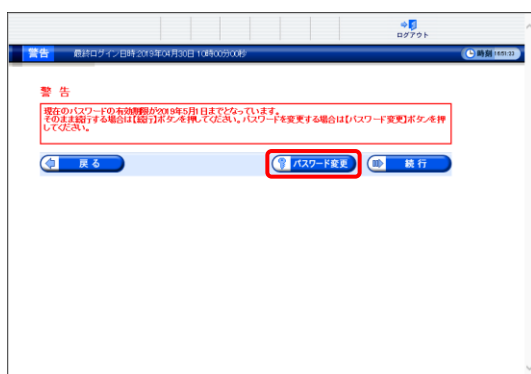 ログアウト
警告 最終ログイン日時:2019年04月30日 10時00分00秒 時刻 16:51:33
警 告
現在のパスワードの有効期限が2019年5月1日までとなっています。
そのまま続行する場合は【続行】ボタンを押してください。パスワードを変更する場合は【パスワード変更】ボタンを押
してください。
戻る パスワード変更 続行